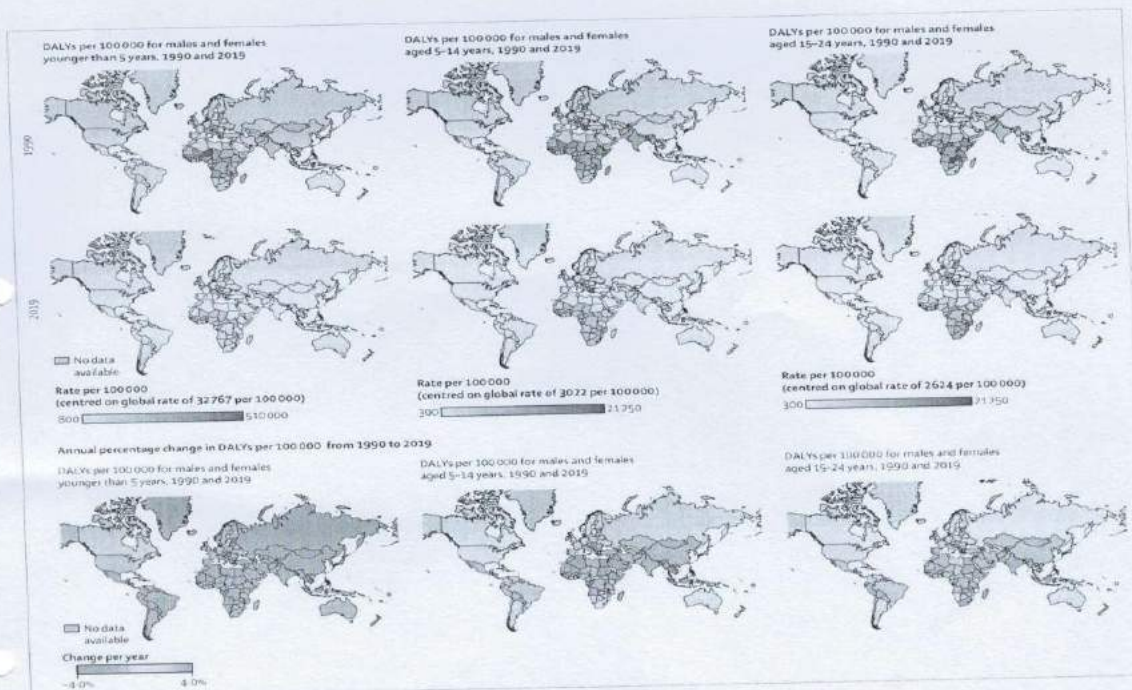 DALYs per 100 000 for males and females
younger than 5 years, 1990 and 2019
DALYs per 100 000 for males and females
aged 5–14 years, 1990 and 2019
DALYs per 100 000 for males and females
aged 15–24 years, 1990 and 2019
1990
2019
No data
available
Rate per 100 000
(centred on global rate of 32 767 per 100 000)
800
510 000
Rate per 100 000
(centred on global rate of 3022 per 100 000)
300
21 250
Rate per 100 000
(centred on global rate of 2624 per 100 000)
300
21 250
Annual percentage change in DALYs per 100 000 from 1990 to 2019
DALYs per 100 000 for males and females
younger than 5 years, 1990 and 2019
DALYs per 100 000 for males and females
aged 5–14 years, 1990 and 2019
DALYs per 100 000 for males and females
aged 15–24 years, 1990 and 2019
No data
available
Change per year
–4·0%
4·0%